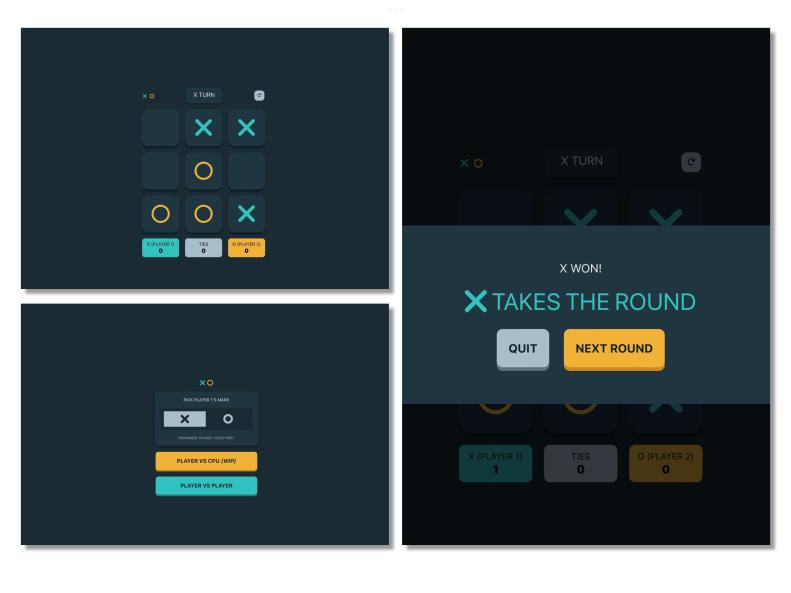 X TURN
X (PLAYER 1)
TIES
O (PLAYER 2)
0
0
0
PICK PLAYER 1'S MARK
REMEMBER: PLAYER 1 GOES FIRST
PLAYER VS CPU (WIP)
PLAYER VS PLAYER
X TURN
X WON!
TAKES THE ROUND
QUIT
NEXT ROUND
X (PLAYER 1)
TIES
O (PLAYER 2)
1
0
0